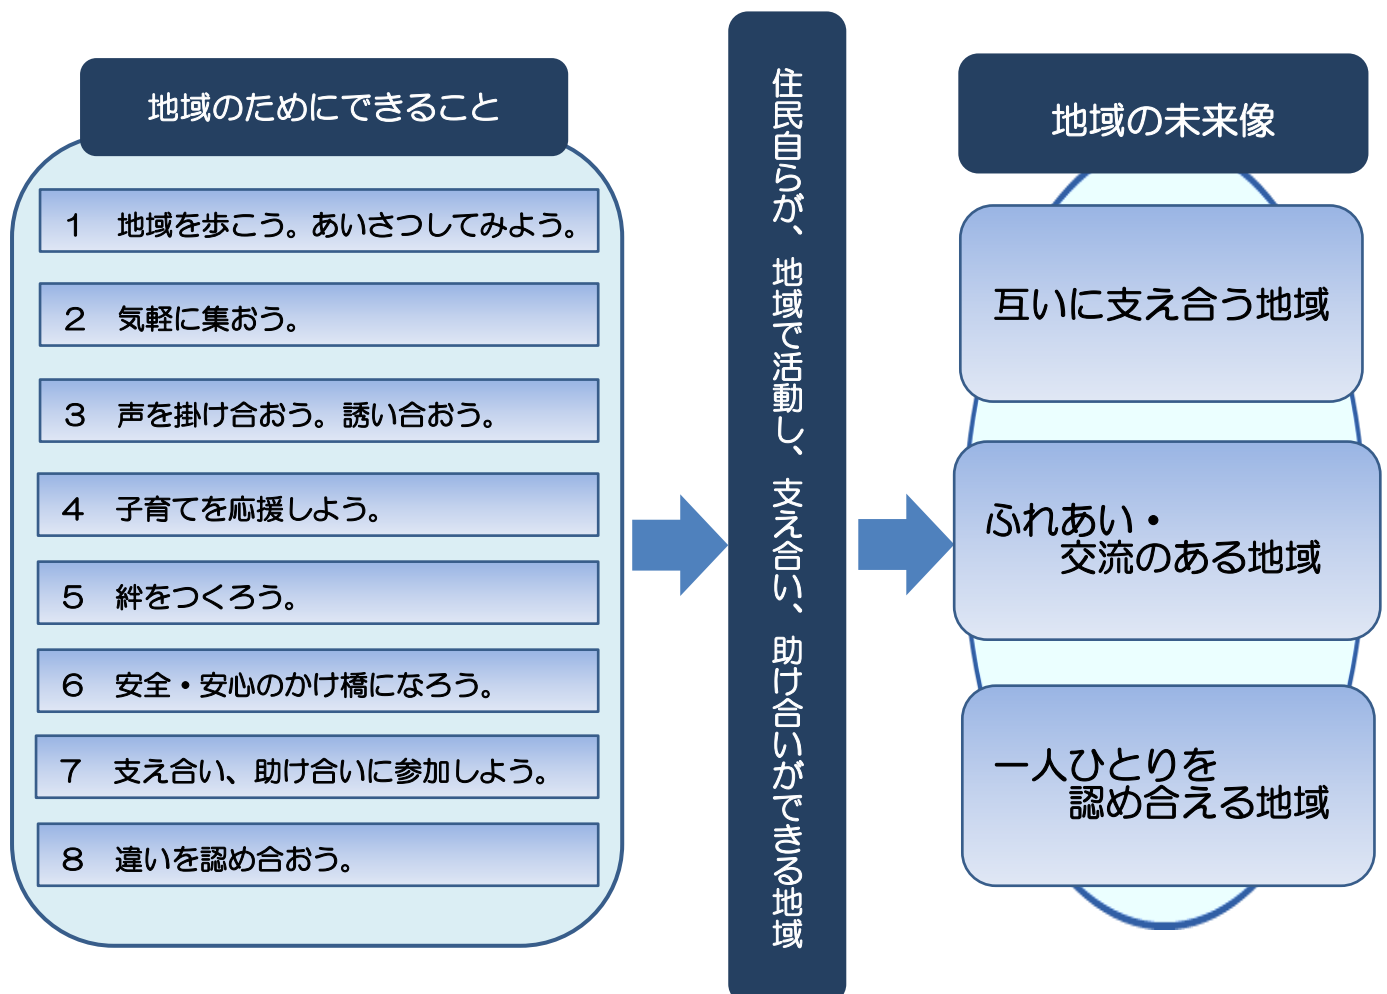 地域のためにできること
１　地域を歩こう。あいさつしてみよう。
２　気軽に集おう。
３　声を掛け合おう。誘い合おう。
４　子育てを応援しよう。
５　絆をつくろう。
６　安全・安心のかけ橋になろう。
７　支え合い、助け合いに参加しよう。
８　違いを認め合おう。
住民自らが、地域で活動し、支え合い、助け合いができる地域
地域の未来像
互いに支え合う地域
ふれあい・
交流のある地域
一人ひとりを
認め合える地域